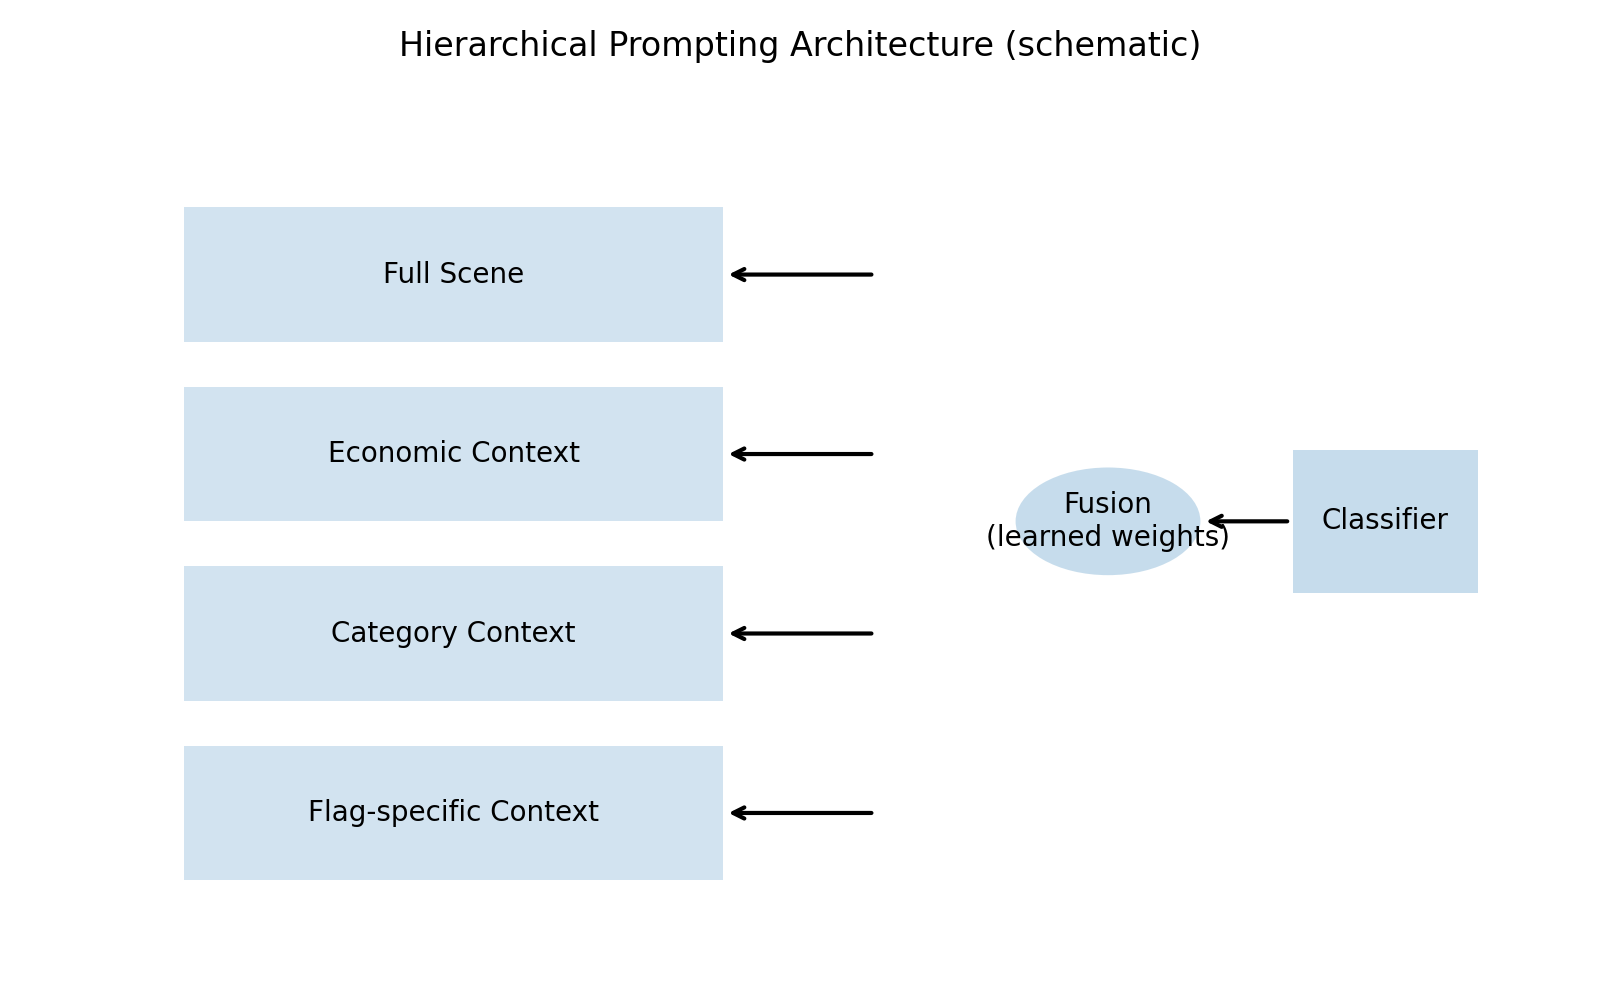 Hierarchical Prompting Architecture (schematic)
Full Scene
Economic Context
Category Context
Flag-specific Context
Fusion
(learned weights)
Classifier